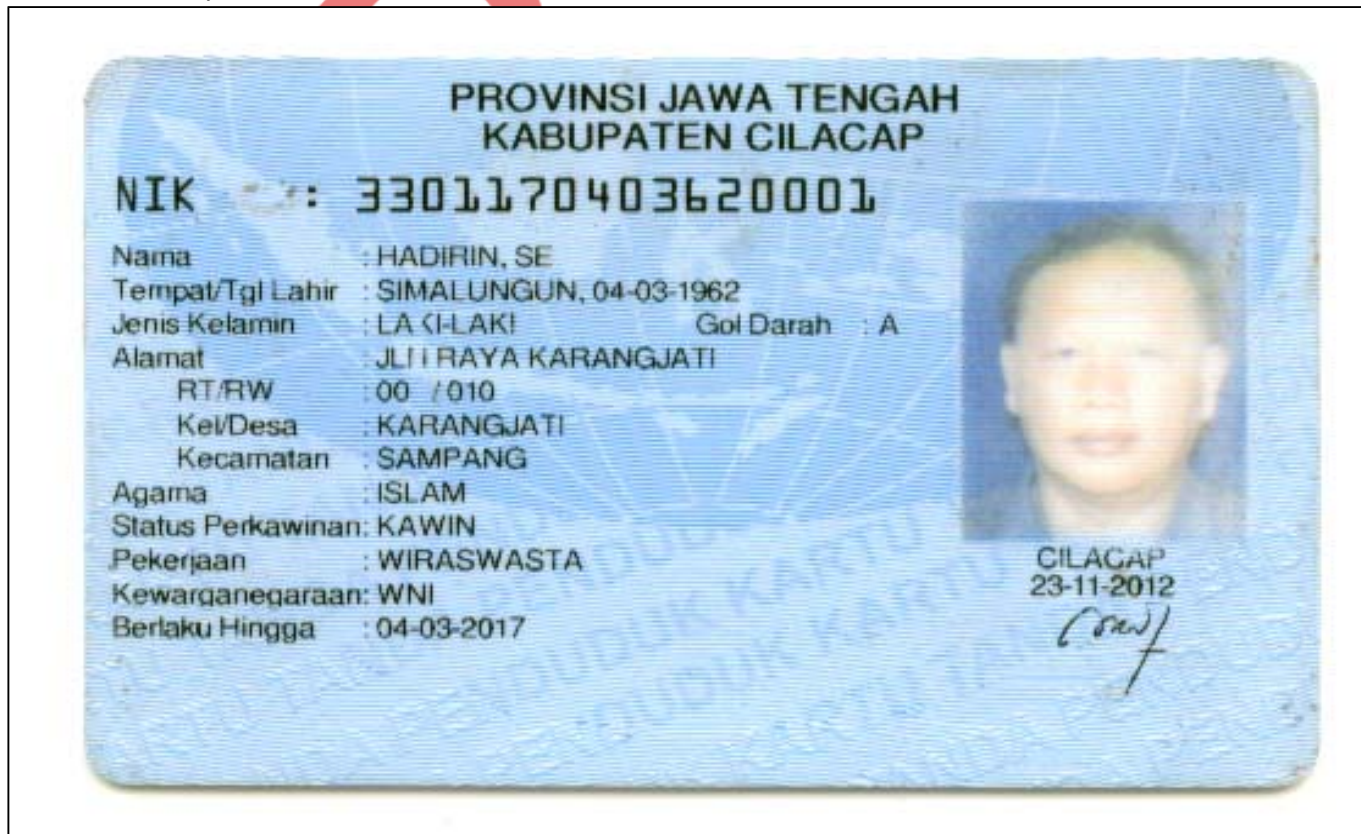 PROVINSI JAWA TENGAH
KABUPATEN CILACAP
NIK : 3301170403620001
Nama : HADIRIN, SE
Tempat/Tgl Lahir : SIMALUNGUN, 04-03-1962
Jenis Kelamin : LAKI-LAKI Gol Darah : A
Alamat : RAYA KARANGJATI
RT/RW : / 010
Kel/Desa : KARANGJATI
Kecamatan : SAMPANG
Agama : ISLAM
Status Perkawinan: KAWIN
Pekerjaan : WIRASWASTA
Kewarganegaraan: WNI
Berlaku Hingga : 04-03-2017
CILACAP
23-11-2012